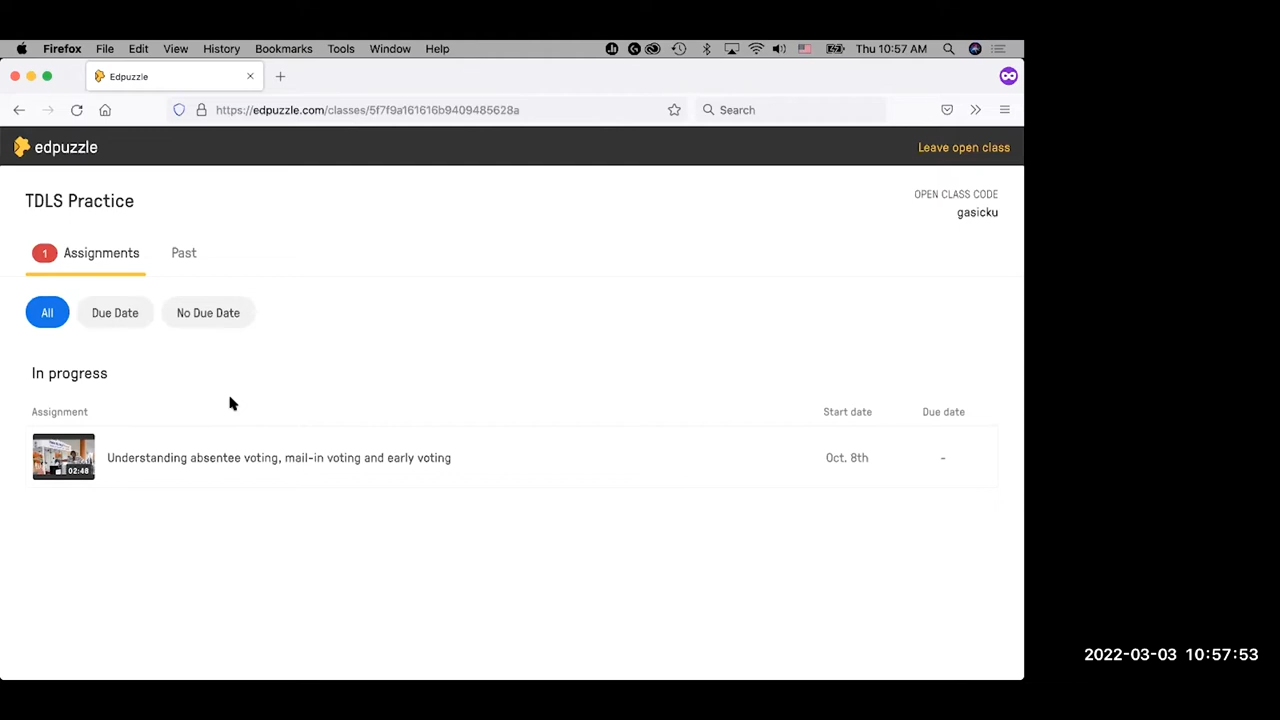 Firefox File Edit View History Bookmarks Tools Window Help Thu 10:57 AM
Edpuzzle
https://edpuzzle.com/classes/5f7f9a161616b9409485628a Search
edpuzzle Leave open class
TDLS Practice OPEN CLASS CODE
gasicku
1 Assignments Past
All Due Date No Due Date
In progress
Assignment Start date Due date
Understanding absentee voting, mail-in voting and early voting Oct. 8th -
02:48
2022-03-03 10:57:53